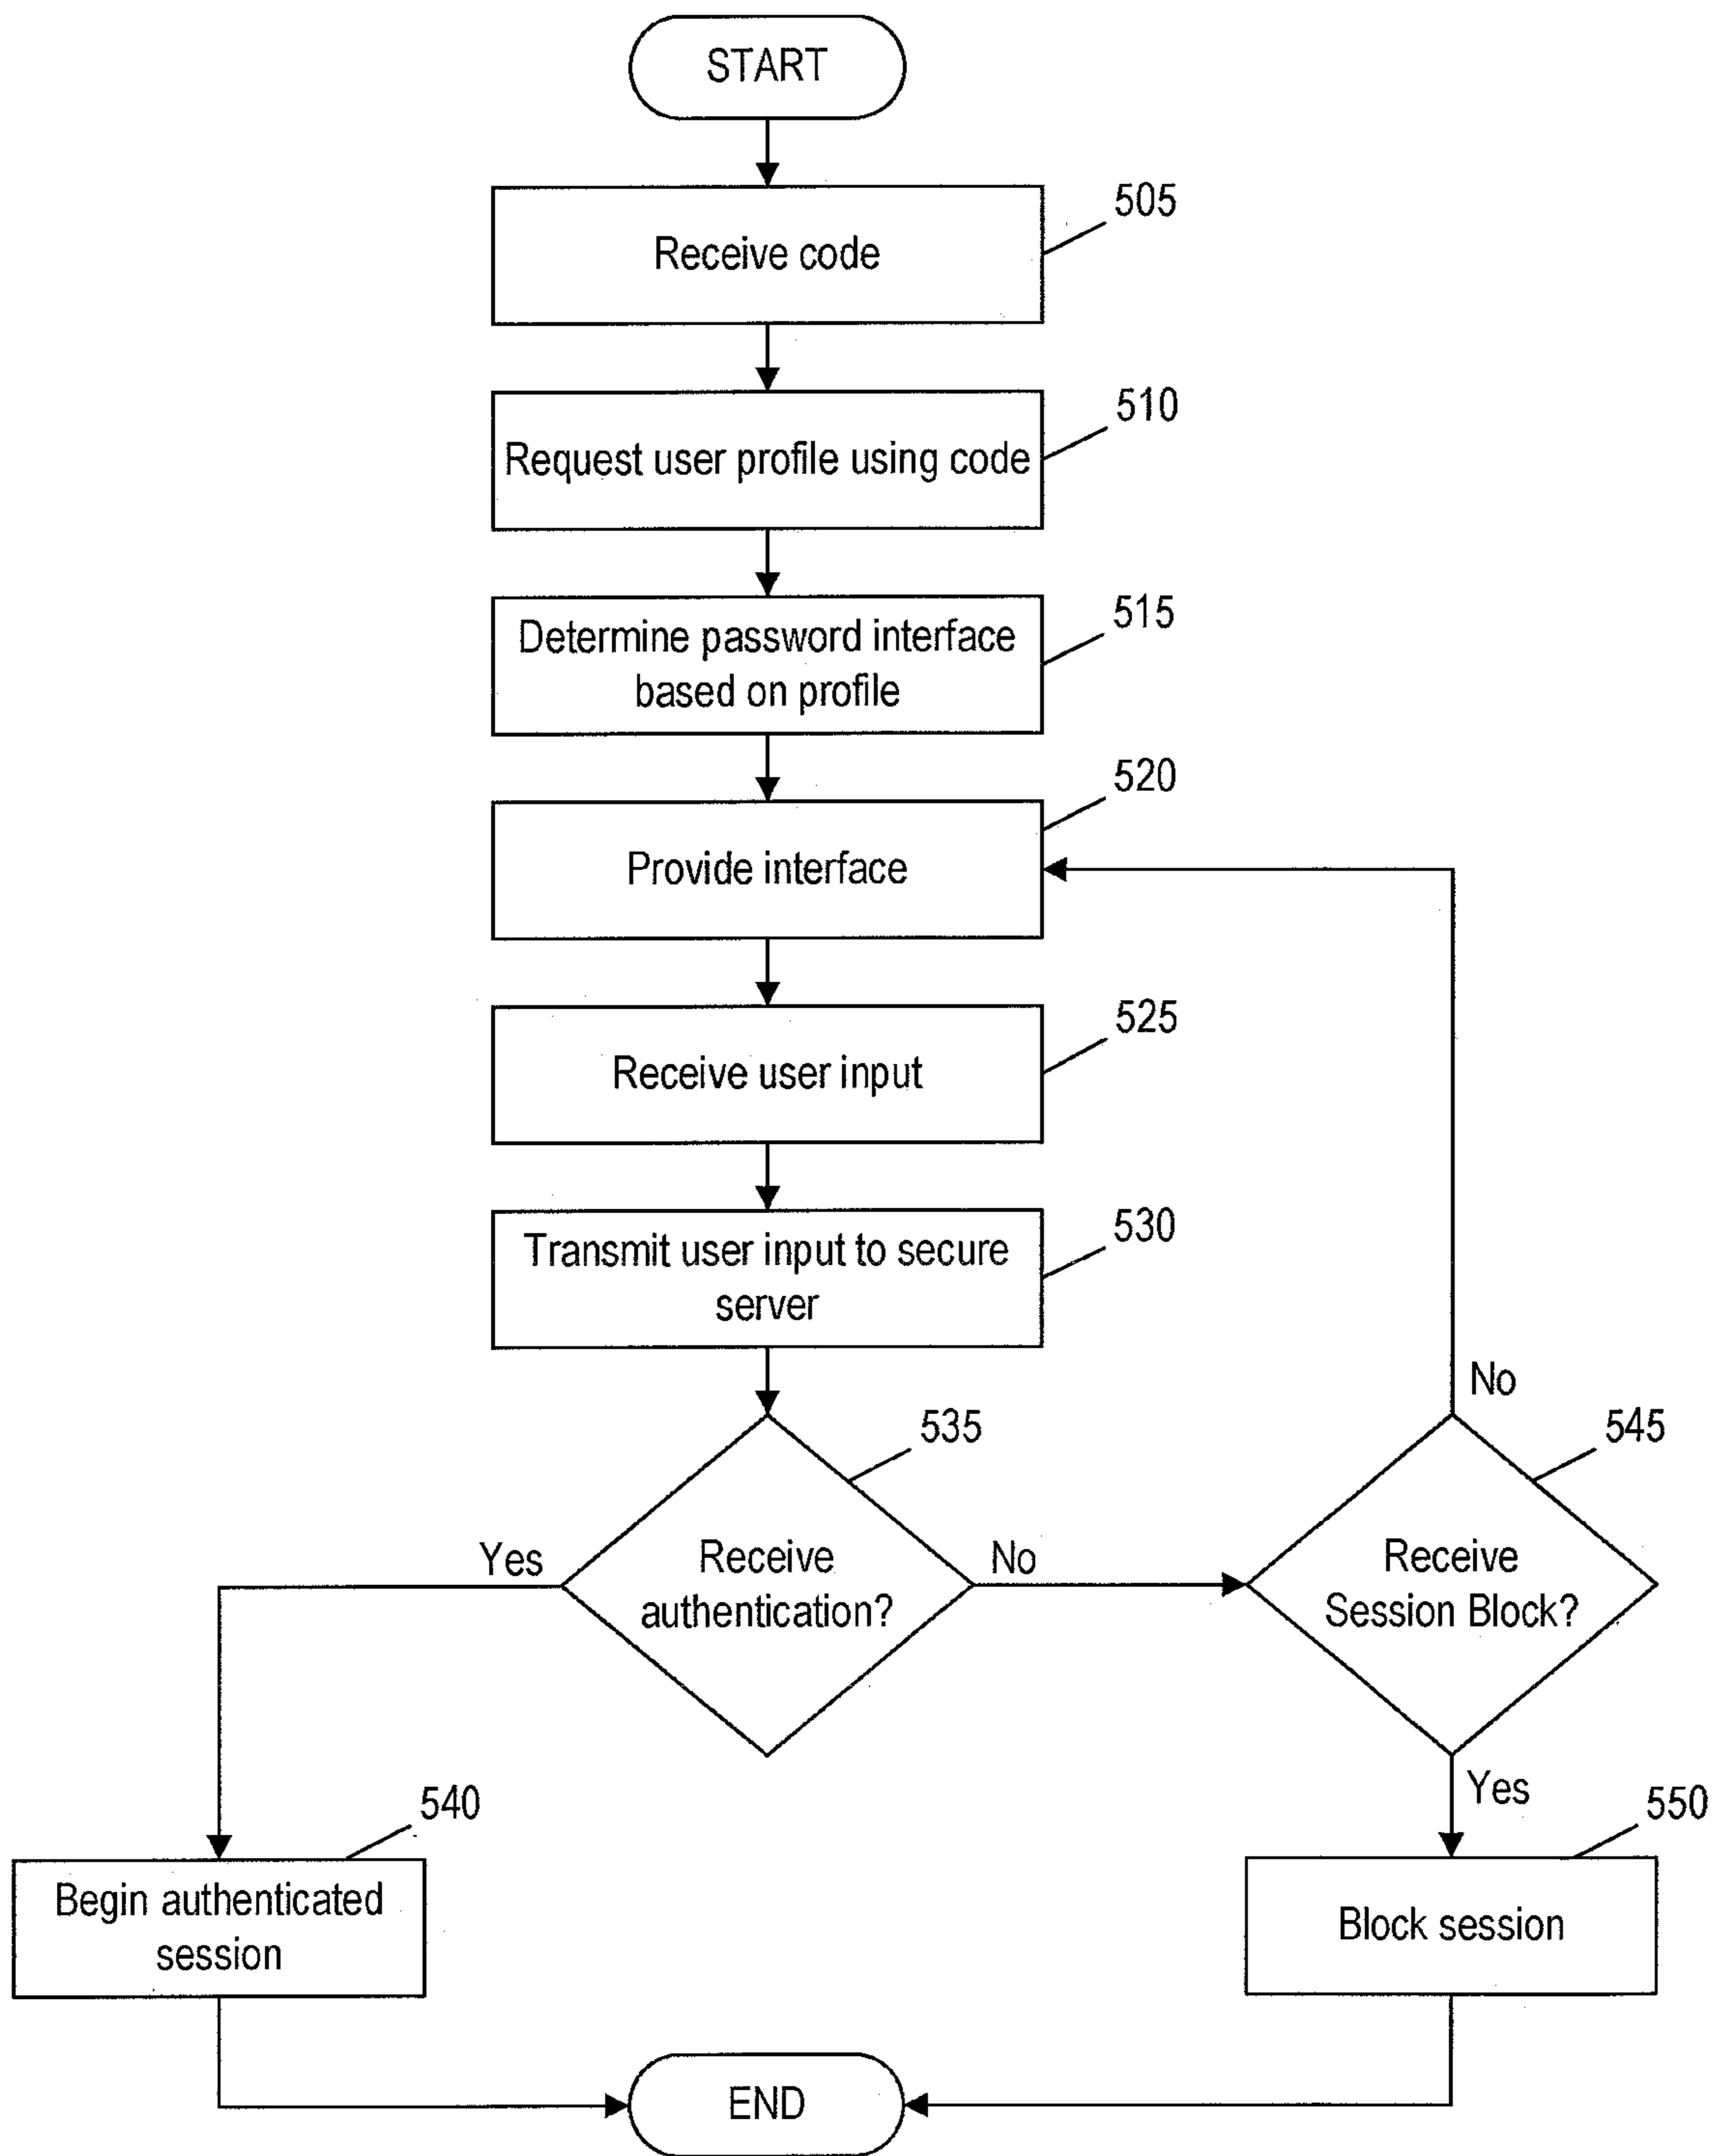 START
505
Receive code
510
Request user profile using code
515
Determine password interface
based on profile
520
Provide interface
525
Receive user input
530
Transmit user input to secure
server
No
535
545
Yes
Receive
authentication?
No
Receive
Session Block?
Yes
540
550
Begin authenticated
session
Block session
END